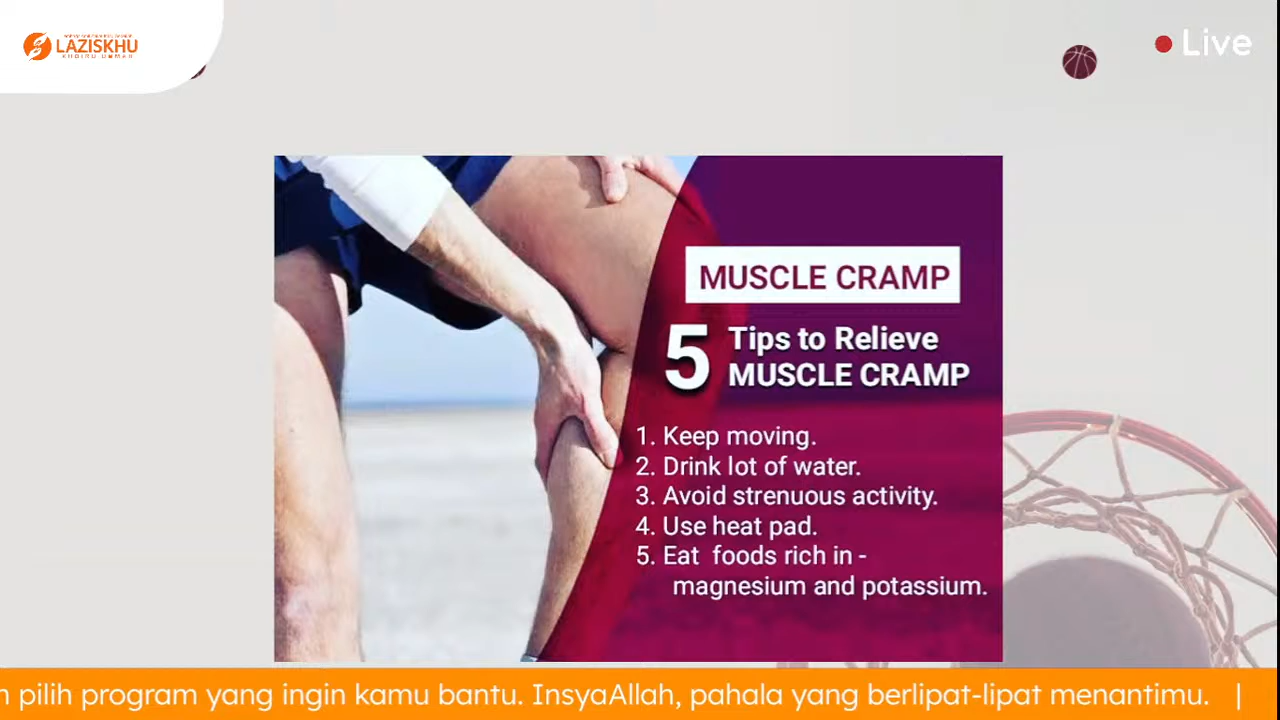 LAZISKHU
Live
MUSCLE CRAMP
5 Tips to Relieve
MUSCLE CRAMP
1. Keep moving.
2. Drink lot of water.
3. Avoid strenuous activity.
4. Use heat pad.
5. Eat foods rich in -
magnesium and potassium.
pilih program yang ingin kamu bantu. InsyaAllah, pahala yang berlipat-lipat menantimu. |